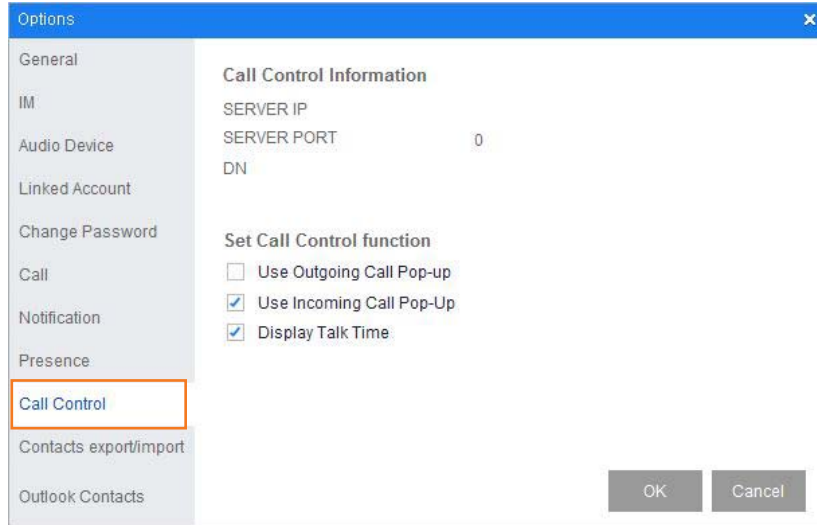 Options
General
IM
Audio Device
Linked Account
Change Password
Call
Notification
Presence
Call Control
Contacts export/import
Outlook Contacts
Call Control Information
SERVER IP
SERVER PORT 0
DN
Set Call Control function
Use Outgoing Call Pop-up
Use Incoming Call Pop-Up
Display Talk Time
OK Cancel